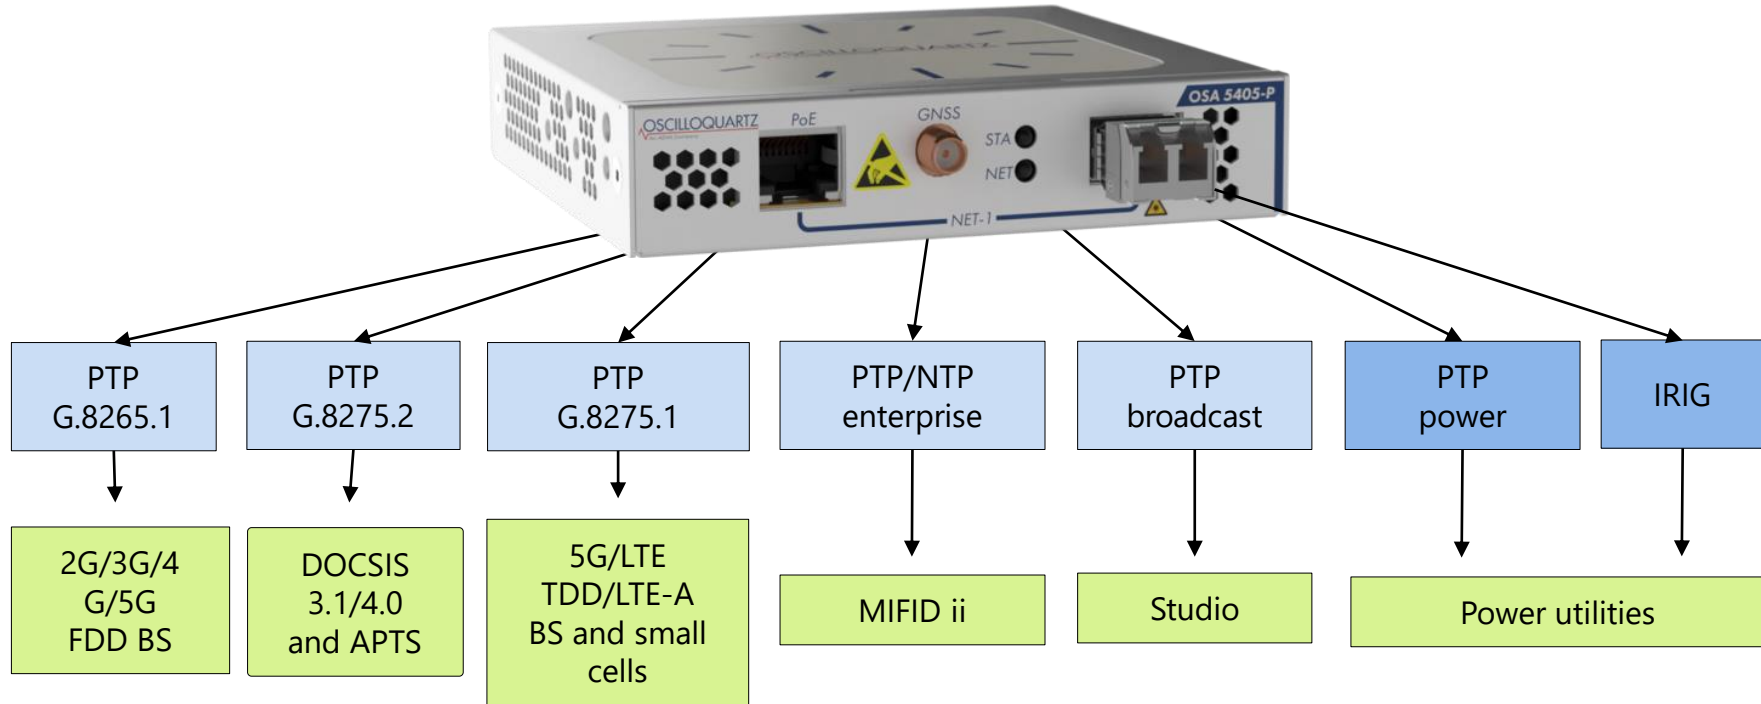 OSCILLOQUARTZ
OSA 5405-P
OSCILLOQUARTZ
PoE
GNSS
STA
NET
NET-1
PTP
G.8265.1
PTP
G.8275.2
PTP
G.8275.1
PTP/NTP
enterprise
PTP
broadcast
PTP
power
IRIG
2G/3G/4
G/5G
FDD BS
DOCSIS
3.1/4.0
and APTS
5G/LTE
TDD/LTE-A
BS and small
cells
MIFID ii
Studio
Power utilities